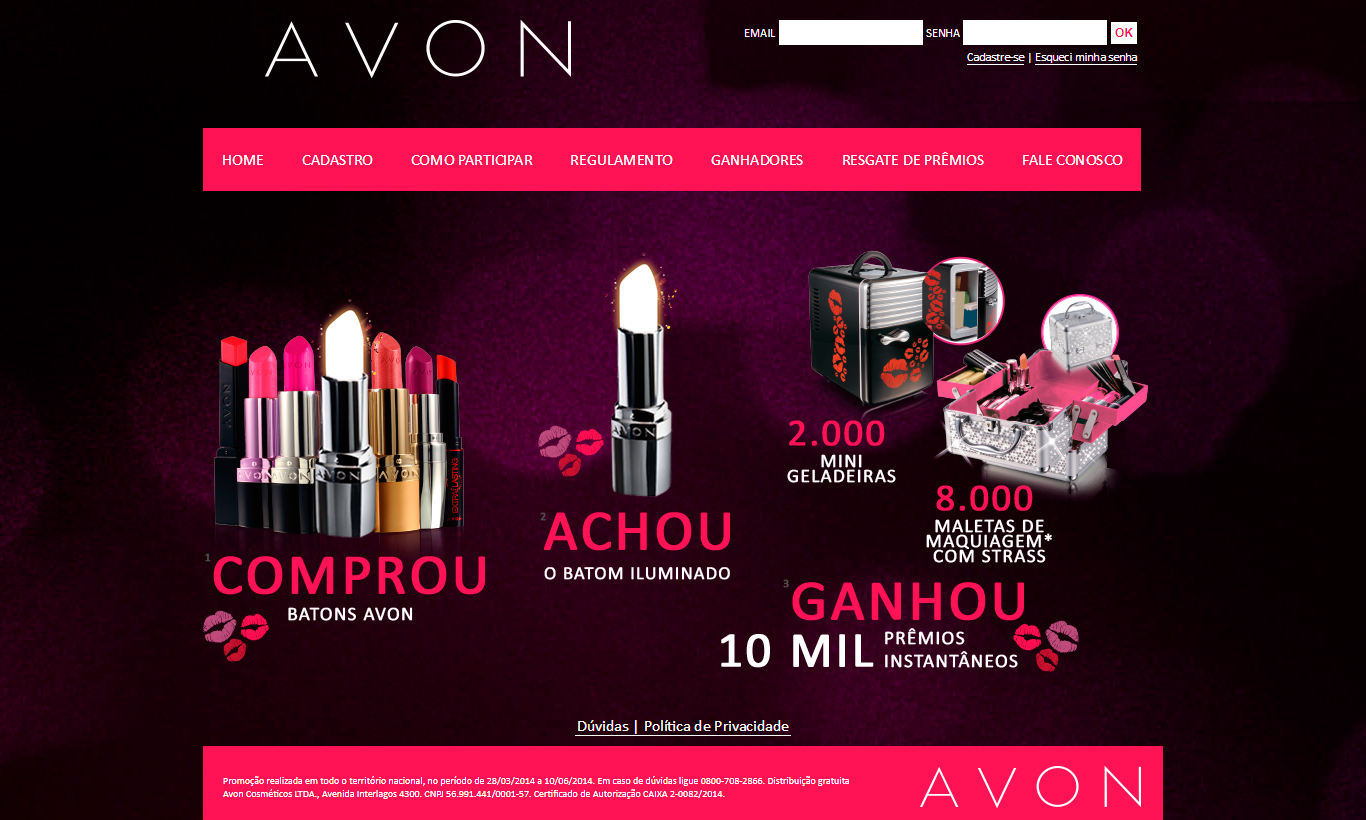 AVON
EMAIL SENHA OK
Cadastre-se | Esqueci minha senha
HOME CADASTRO COMO PARTICIPAR REGULAMENTO GANHADORES RESGATE DE PRÊMIOS FALE CONOSCO
AVON
EXTRA LASTING
1
COMPROU
BATONS AVON
AVON
2
ACHOU
O BATOM ILUMINADO
2.000
MINI
GELADEIRAS
8.000
MALETAS DE
MAQUIAGEM*
COM STRASS
3
GANHOU
10 MIL PRÊMIOS
INSTANTÂNEOS
Dúvidas | Política de Privacidade
Promoção realizada em todo o território nacional, no período de 28/03/2014 a 10/06/2014. Em caso de dúvidas ligue 0800-708-2866. Distribuição gratuita
Avon Cosméticos LTDA., Avenida Interlagos 4300. CNPJ 56.991.441/0001-57. Certificado de Autorização CAIXA 2-0082/2014.
AVON